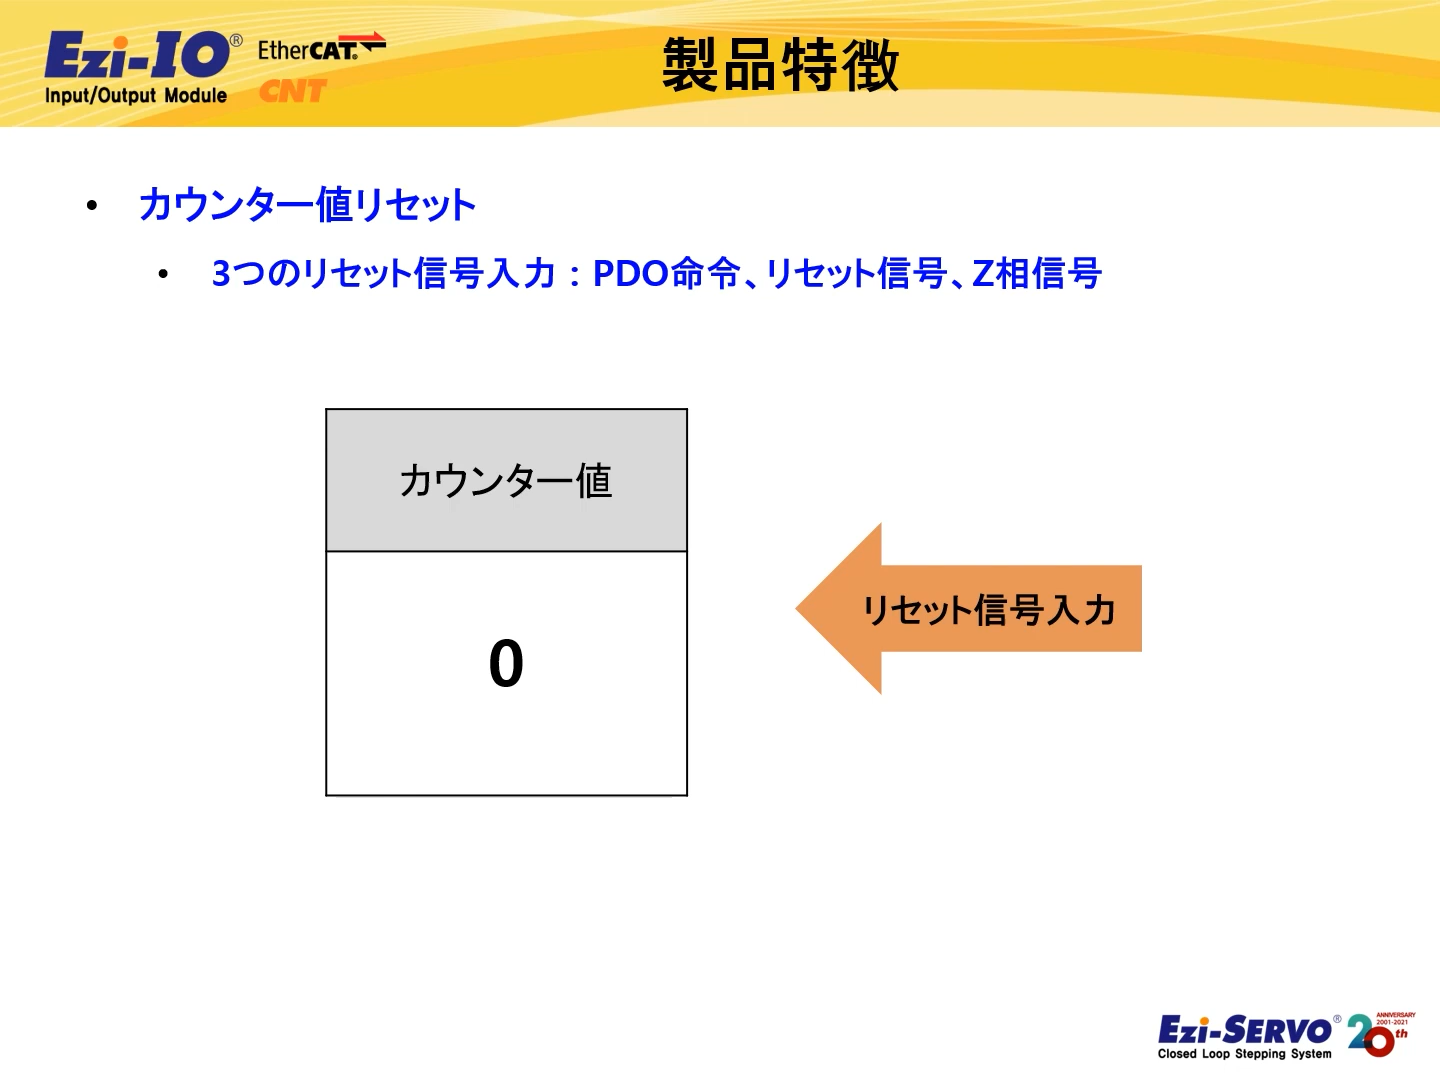 Ezi-IO®
EtherCAT®
Input/Output Module
CNT
製品特徴
• カウンター値リセット
• 3つのリセット信号入力：PDO命令、リセット信号、Z相信号
カウンター値
0
リセット信号入力
Ezi-SERVO®
Closed Loop Stepping System
20th
ANNIVERSARY
2001-2021